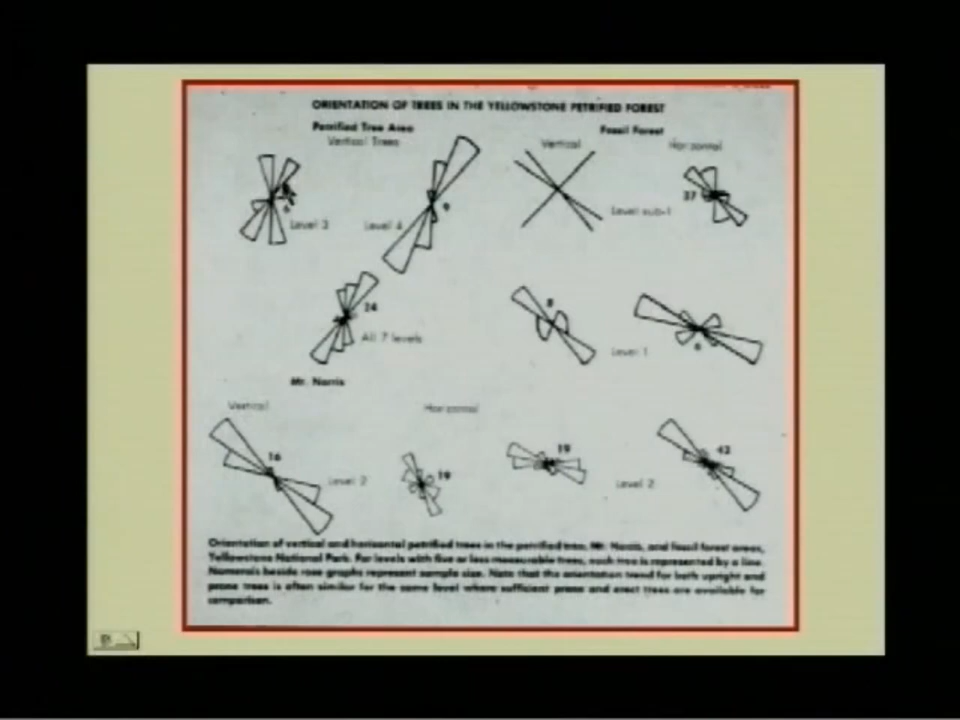 ORIENTATION OF TREES IN THE YELLOWSTONE PETRIFIED FOREST
Petrified Tree Area
Fossil Forest
Vertical Trees
Vertical
Horizontal
37
6
9
Level 3
Level 4
Level sub-1
24
8
All 7 levels
Level 1
6
Mt. Norris
Vertical
Horizontal
16
19
19
43
Level 2
Level 2
Orientation of vertical and horizontal petrified trees in the petrified tree, Mt. Norris, and fossil forest areas,
Yellowstone National Park. For levels with five or less measurable trees, each tree is represented by a line.
Numerals beside rose graphs represent sample size. Note that the orientation trend for both upright and
prone trees is often similar for the same level where sufficient prone and erect trees are available for
comparison.